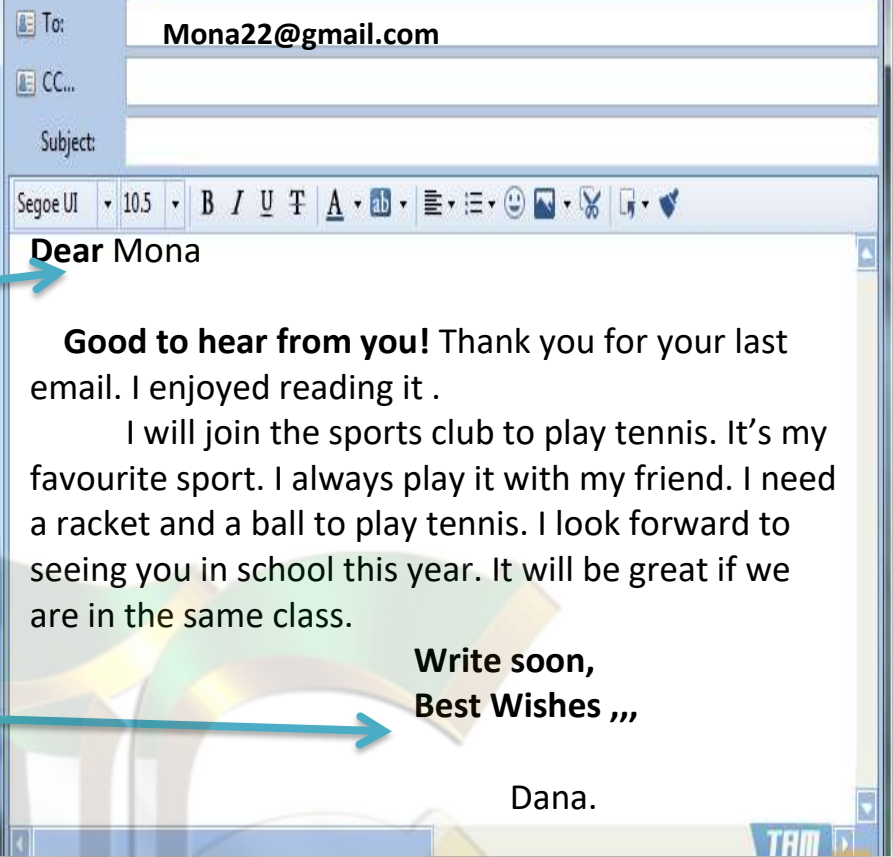 To: Mona22@gmail.com
CC...
Subject:
Segoe UI 10.5 B I U T A ab
Dear Mona
Good to hear from you! Thank you for your last
email. I enjoyed reading it .
I will join the sports club to play tennis. It’s my
favourite sport. I always play it with my friend. I need
a racket and a ball to play tennis. I look forward to
seeing you in school this year. It will be great if we
are in the same class.
Write soon,
Best Wishes ,,,
Dana.